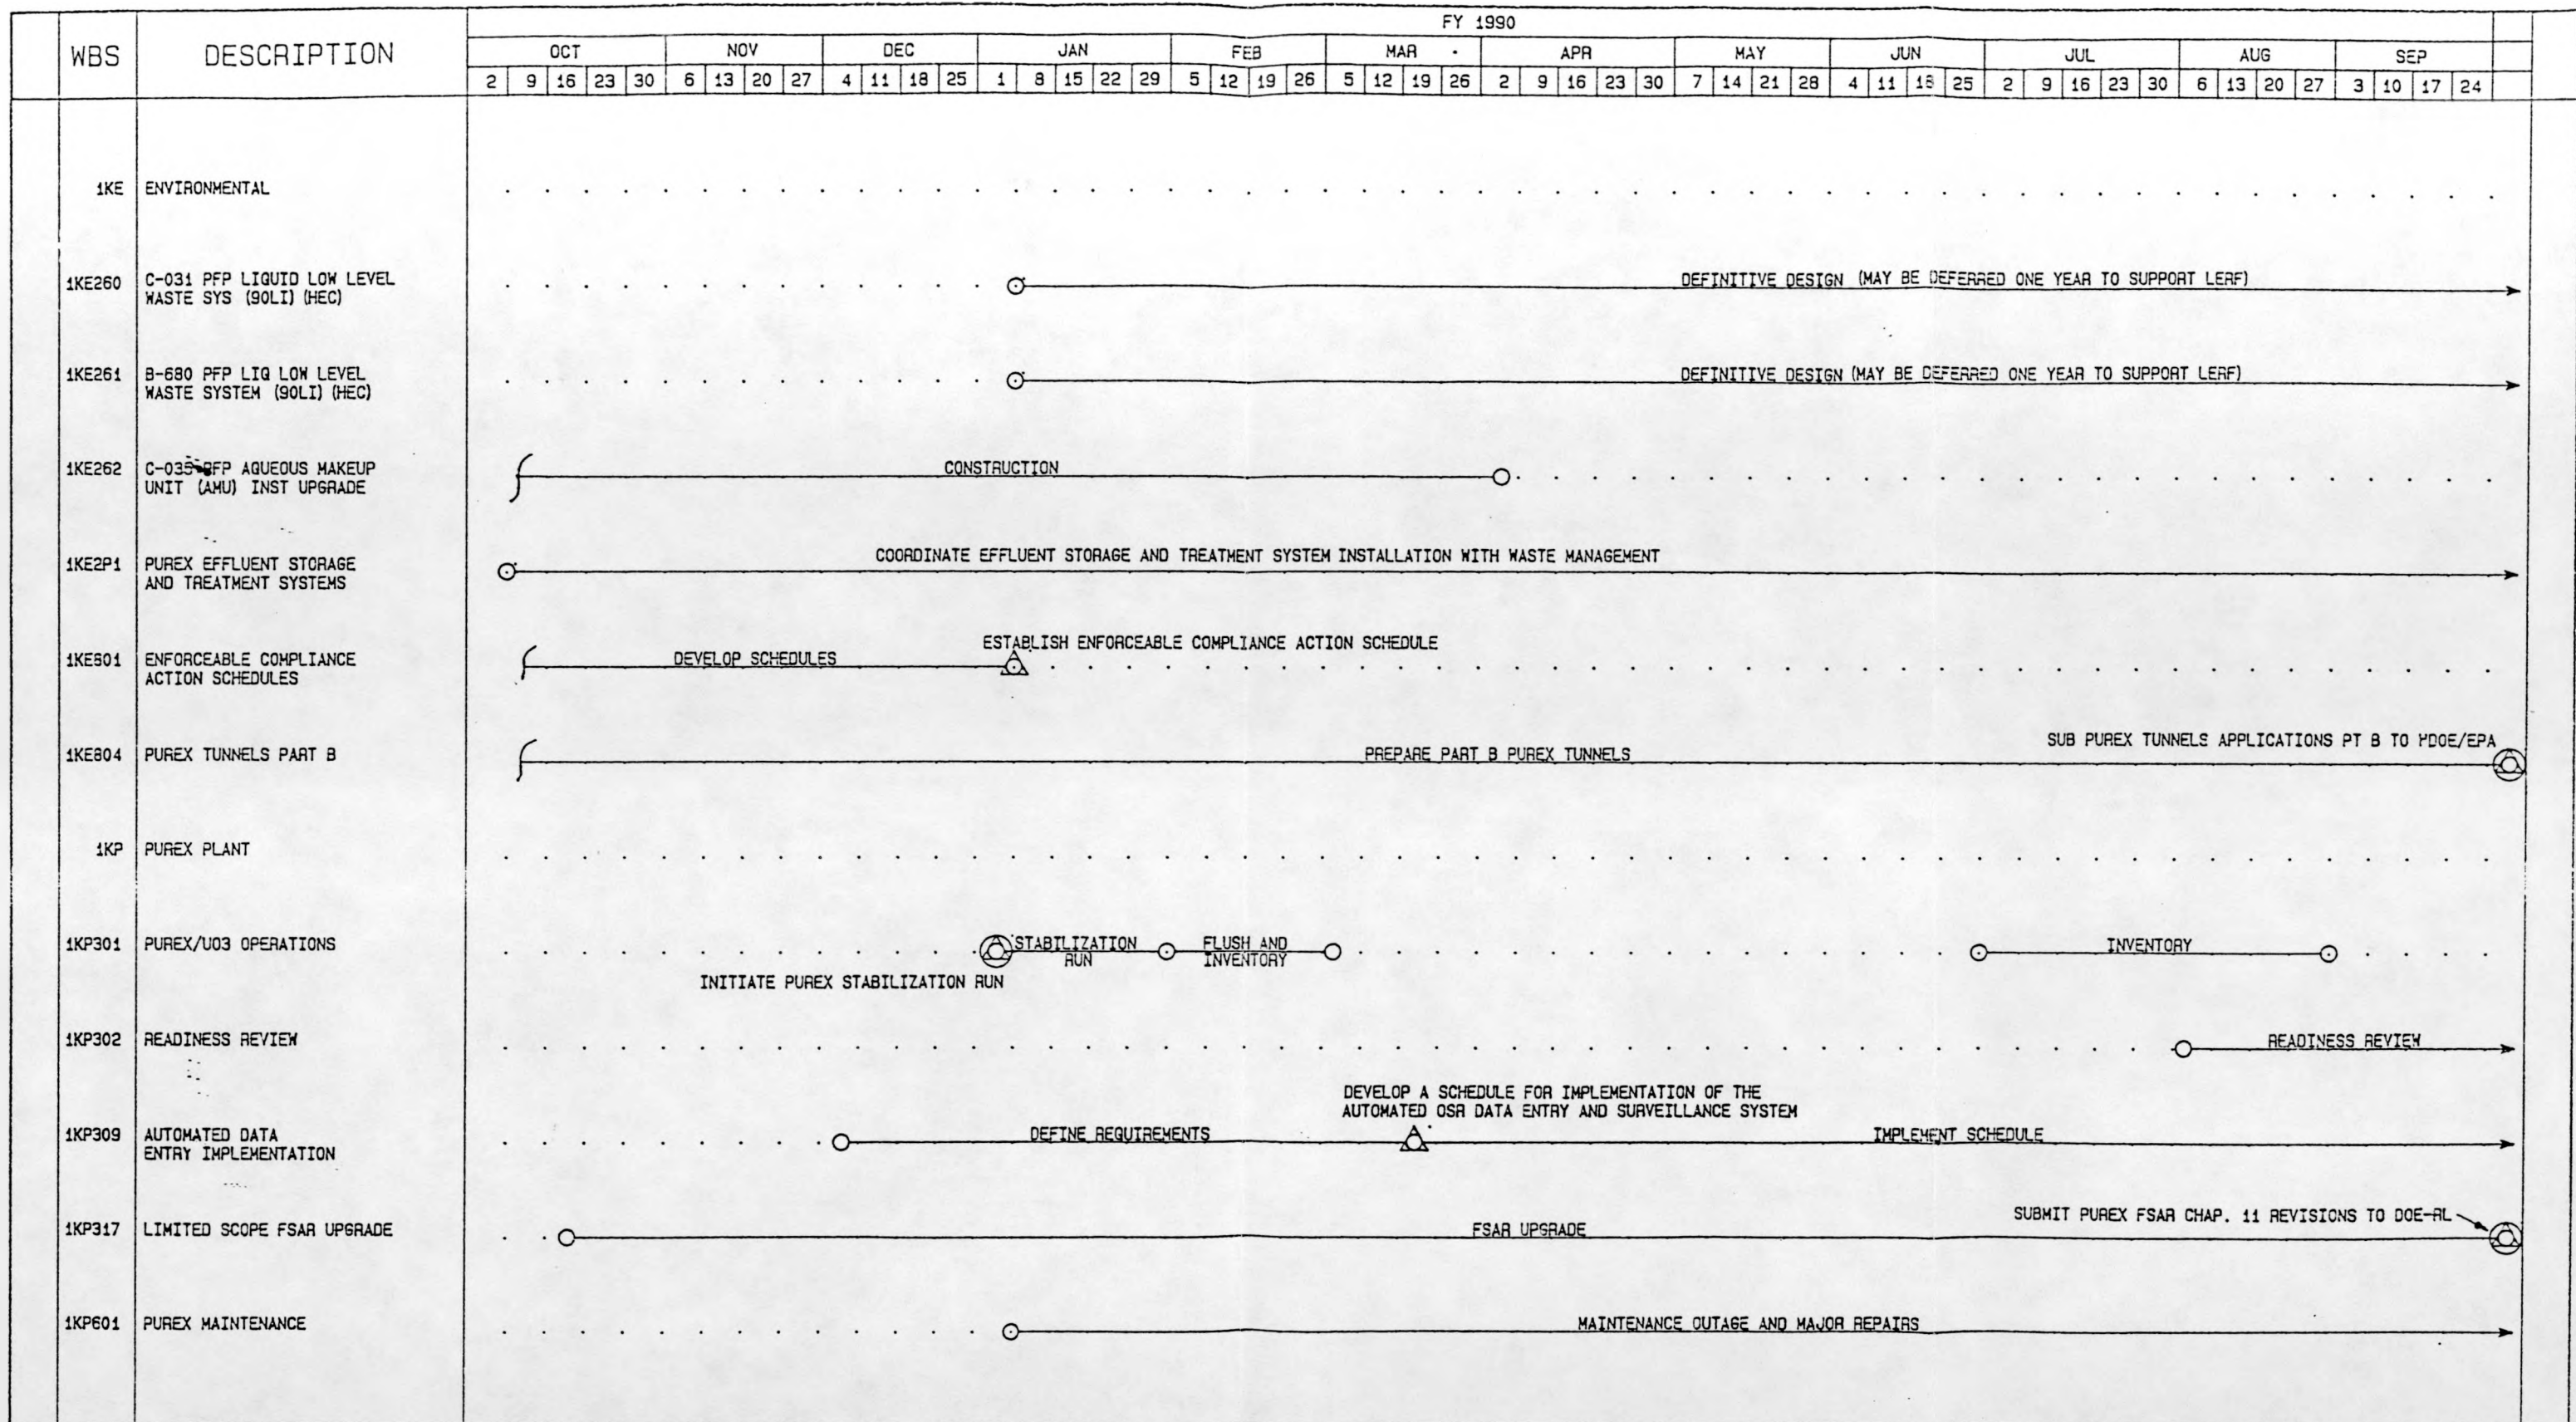 FY 1990
WBS DESCRIPTION OCT NOV DEC JAN FEB MAR APR MAY JUN JUL AUG SEP
2 9 16 23 30 6 13 20 27 4 11 18 25 1 8 15 22 29 5 12 19 26 5 12 19 26 2 9 16 23 30 7 14 21 28 4 11 18 25 2 9 16 23 30 6 13 20 27 3 10 17 24
1KE ENVIRONMENTAL
1KE260 C-031 PFP LIQUID LOW LEVEL
WASTE SYS (90LI) (HEC)
DEFINITIVE DESIGN (MAY BE DEFERRED ONE YEAR TO SUPPORT LERF)
1KE261 B-680 PFP LIQ LOW LEVEL
WASTE SYSTEM (90LI) (HEC)
DEFINITIVE DESIGN (MAY BE DEFERRED ONE YEAR TO SUPPORT LERF)
1KE262 PFP AQUEOUS MAKEUP
UNIT (AMU) INST UPGRADE
CONSTRUCTION
1KE2P1 PUREX EFFLUENT STORAGE
AND TREATMENT SYSTEMS
COORDINATE EFFLUENT STORAGE AND TREATMENT SYSTEM INSTALLATION WITH WASTE MANAGEMENT
ENFORCEABLE COMPLIANCE
ACTION SCHEDULES
DEVELOP SCHEDULES
ESTABLISH ENFORCEABLE COMPLIANCE ACTION SCHEDULE
PUREX TUNNELS PART B
PREPARE PART B PUREX TUNNELS
SUB PUREX TUNNELS APPLICATIONS PT B TO
1KP PUREX PLANT
1KP301 PUREX/UO3 OPERATIONS
STABILIZATION
RUN
FLUSH AND
INVENTORY
INVENTORY
INITIATE PUREX STABILIZATION RUN
1KP302 READINESS REVIEW
READINESS REVIEW
DEVELOP A SCHEDULE FOR IMPLEMENTATION OF THE
AUTOMATED OSR DATA ENTRY AND SURVEILLANCE SYSTEM
1KP309 AUTOMATED DATA
ENTRY IMPLEMENTATION
DEFINE REQUIREMENTS
IMPLEMENT SCHEDULE
1KP317 LIMITED SCOPE FSAR UPGRADE
FSAR UPGRADE
SUBMIT PUREX FSAR CHAP. 11 REVISIONS TO DOE-RL
1KP601 PUREX MAINTENANCE
MAINTENANCE OUTAGE AND MAJOR REPAIRS